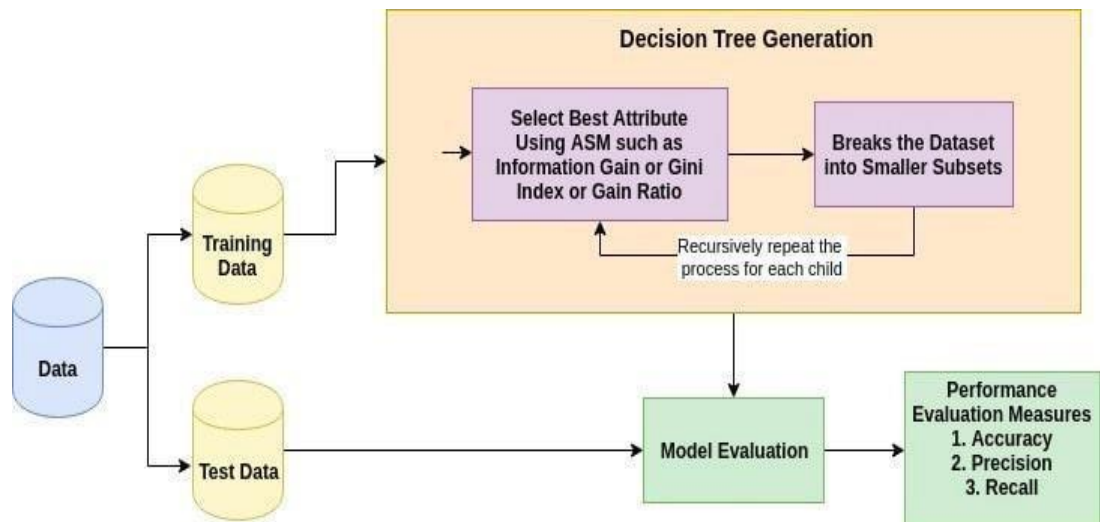 Decision Tree Generation
Select Best Attribute
Using ASM such as
Information Gain or Gini
Index or Gain Ratio
Breaks the Dataset
into Smaller Subsets
Recursively repeat the
process for each child
Training
Data
Data
Test Data
Model Evaluation
Performance
Evaluation Measures
1. Accuracy
2. Precision
3. Recall